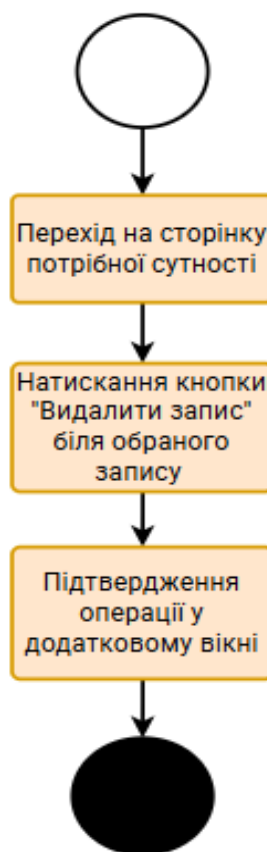 Перехід на сторінку
потрібної сутності
Натискання кнопки
"Видалити запис"
біля обраного
запису
Підтвердження
операції у
додатковому вікні